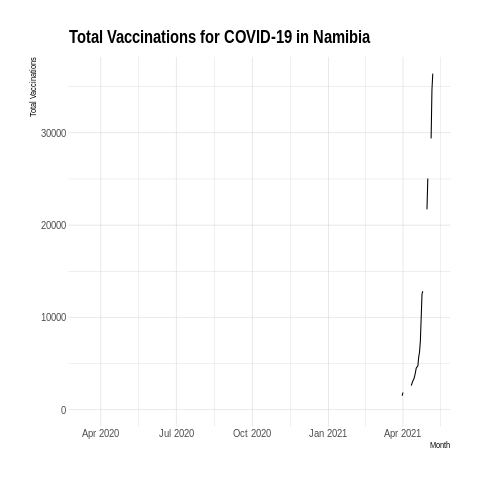 Total Vaccinations for COVID-19 in Namibia
Total Vaccinations
30000
20000
10000
0
Apr 2020 Jul 2020 Oct 2020 Jan 2021 Apr 2021
Month